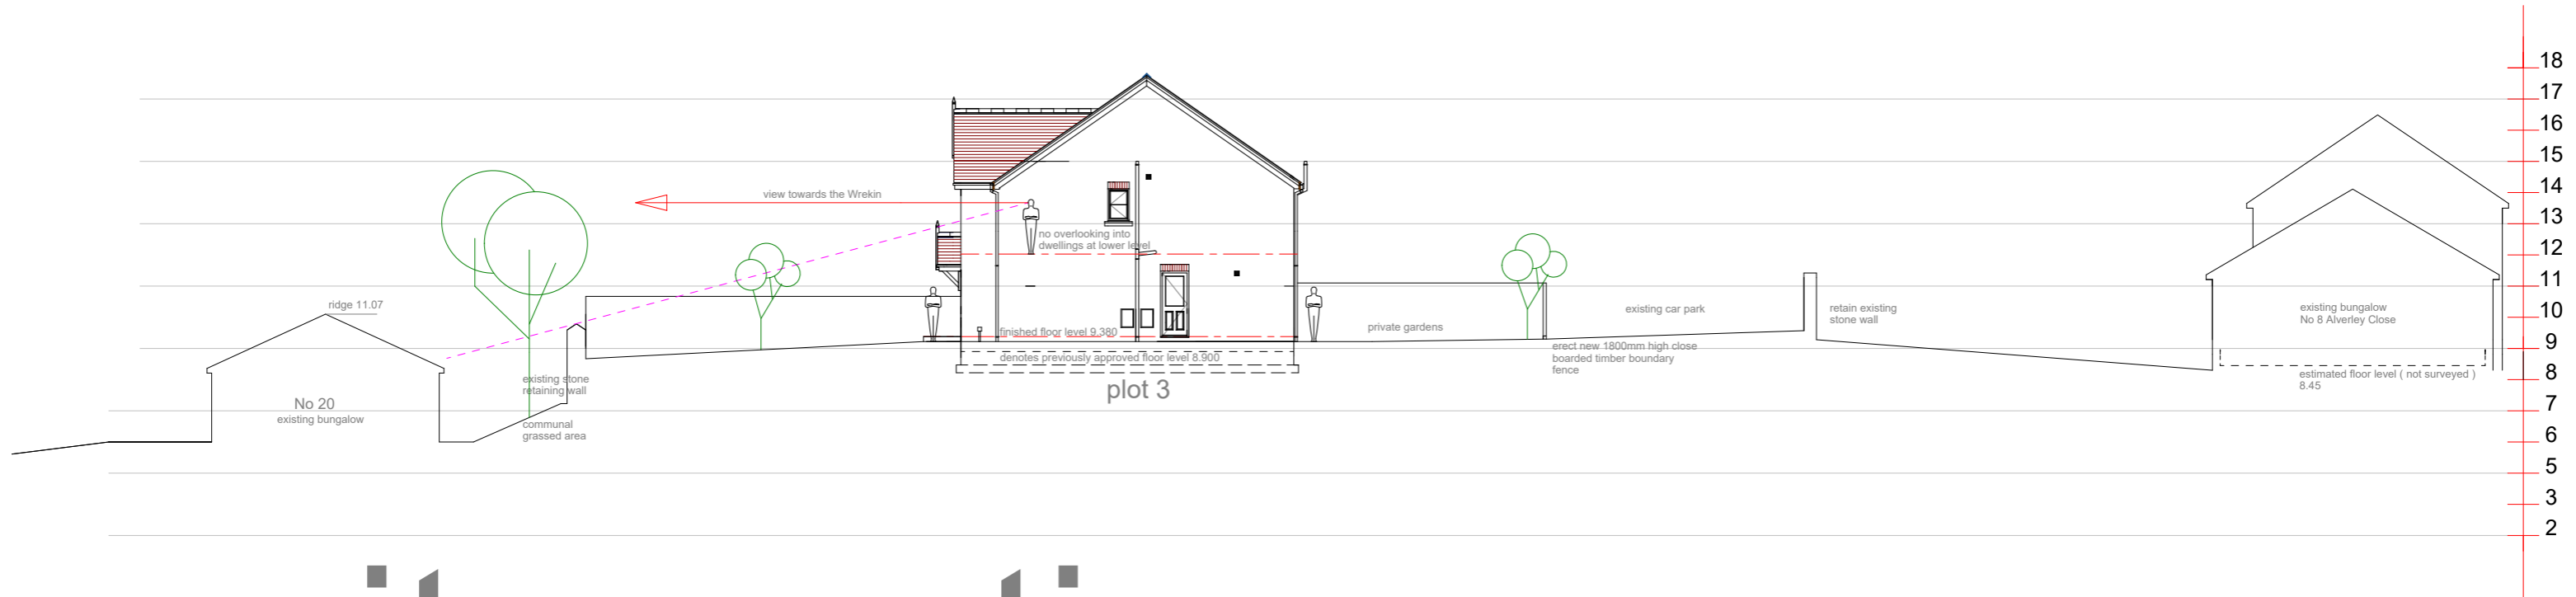 18
17
16
15
14
13
12
11
10
9
8
7
6
5
3
2
view towards the Wrekin
no overlooking into
dwellings at lower level
ridge 11.07
finished floor level 9.380
denotes previously approved floor level 8.900
plot 3
private gardens
existing car park
retain existing
stone wall
erect new 1800mm high close
boarded timber boundary
fence
existing bungalow
No 8 Alverley Close
estimated floor level ( not surveyed )
8.45
existing stone
retaining wall
communal
grassed area
No 20
existing bungalow